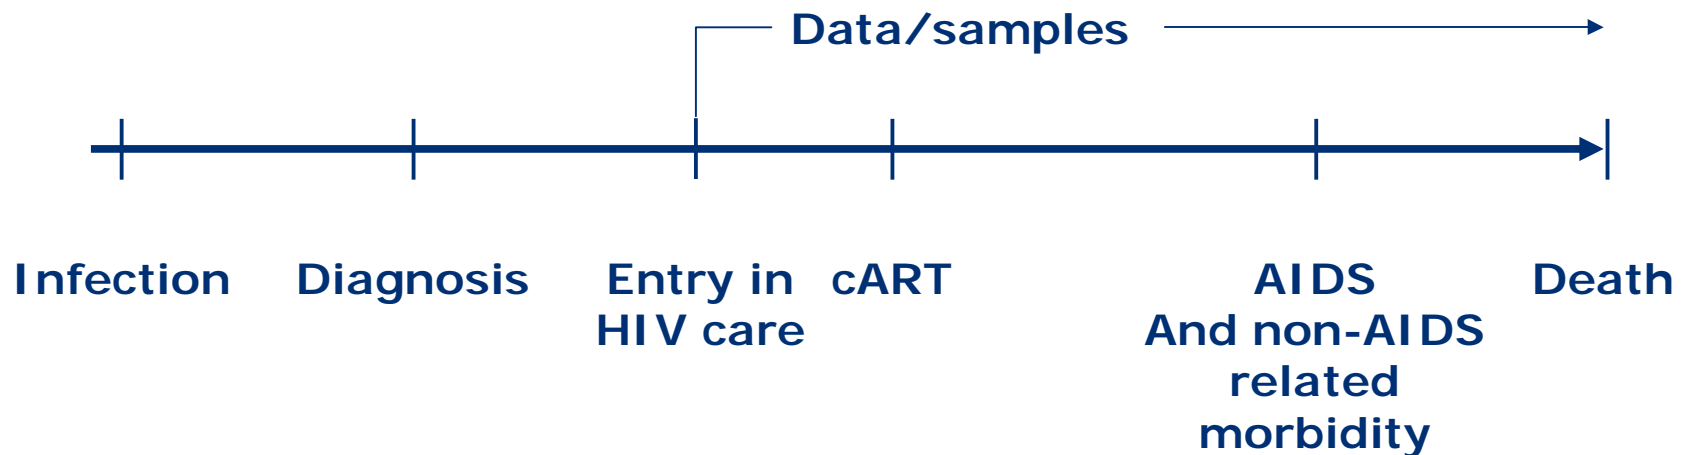 Data/samples
Infection Diagnosis Entry in cART AIDS Death
HIV care And non-AIDS
related
morbidity